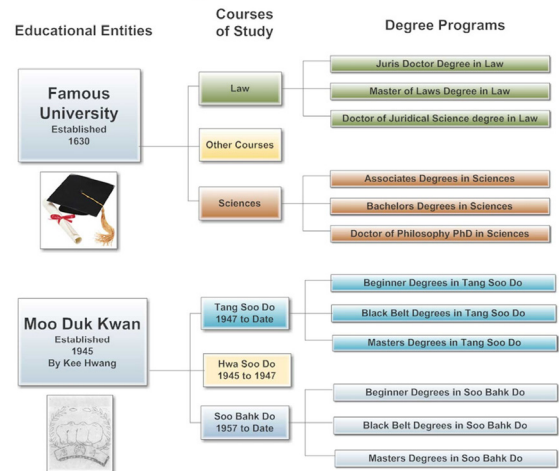 Educational Entities
Courses
of Study
Degree Programs
Famous
University
Established
1630
Law
Juris Doctor Degree in Law
Master of Laws Degree in Law
Doctor of Juridical Science degree in Law
Other Courses
Sciences
Associates Degrees in Sciences
Bachelors Degrees in Sciences
Doctor of Philosophy PhD in Sciences
Moo Duk Kwan
Established
1945
By Kee Hwang
Tang Soo Do
1947 to Date
Beginner Degrees in Tang Soo Do
Black Belt Degrees in Tang Soo Do
Masters Degrees in Tang Soo Do
Hwa Soo Do
1945 to 1947
Soo Bahk Do
1957 to Date
Beginner Degrees in Soo Bahk Do
Black Belt Degrees in Soo Bahk Do
Masters Degrees in Soo Bahk Do